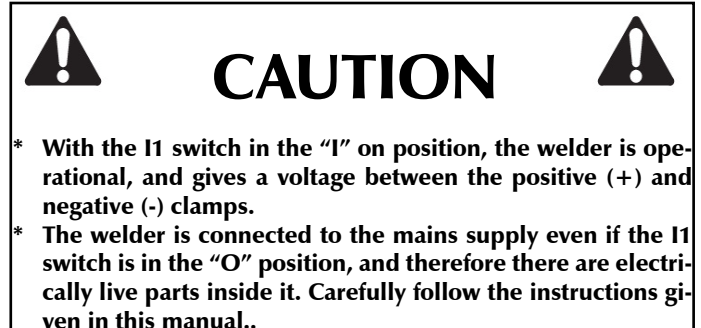 CAUTION
* With the I1 switch in the “I” on position, the welder is ope-
rational, and gives a voltage between the positive (+) and
negative (-) clamps.
* The welder is connected to the mains supply even if the I1
switch is in the “O” position, and therefore there are electri-
cally live parts inside it. Carefully follow the instructions gi-
ven in this manual..